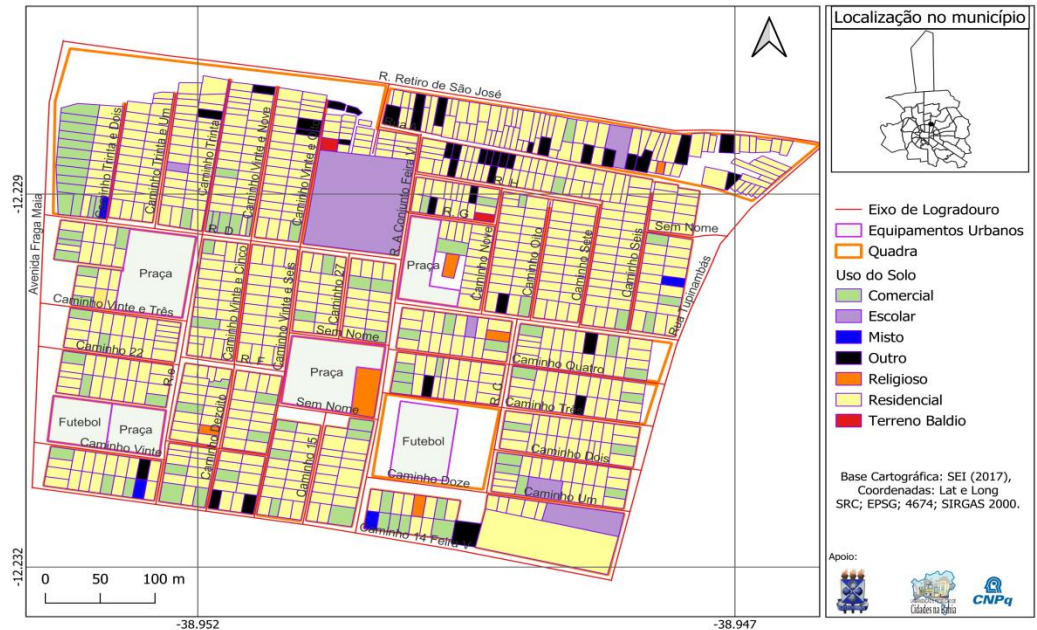 Localização no município
R. Retiro de São José
Rua I
R. H
R. G
R. A Conjunto Feira VI
Caminho Trinta e Dois
Caminho Trinta e Um
Caminho Trinta
Caminho Vinte e Nove
Caminho Vinte e Oito
R. D
Caminho Nove
Caminho Oito
Caminho Sete
Caminho Seis
Sem Nome
Rua Tupinambás
Avenida Fraga Maia
Praça
Praça
Caminho Vinte e Três
Caminho Vinte e Cinco
Caminho Vinte e Seis
Caminho 27
Sem Nome
Caminho 22
R. F
Praça
Sem Nome
Caminho Quatro
R. C
Caminho Três
R.e
Futebol
Praça
Caminho Vinte
Caminho Dezoito
Caminho 15
Futebol
Caminho Doze
Caminho Dois
Caminho Um
Caminho 14 Feira V
0 50 100 m
-12.229
-12.232
-38.952
-38.947
Eixo de Logradouro
Equipamentos Urbanos
Quadra
Uso do Solo
Comercial
Escolar
Misto
Outro
Religioso
Residencial
Terreno Baldio
Base Cartográfica: SEI (2017),
Coordenadas: Lat e Long
SRC; EPSG; 4674; SIRGAS 2000.
Apoio:
Cidades na Bahia
CNPq